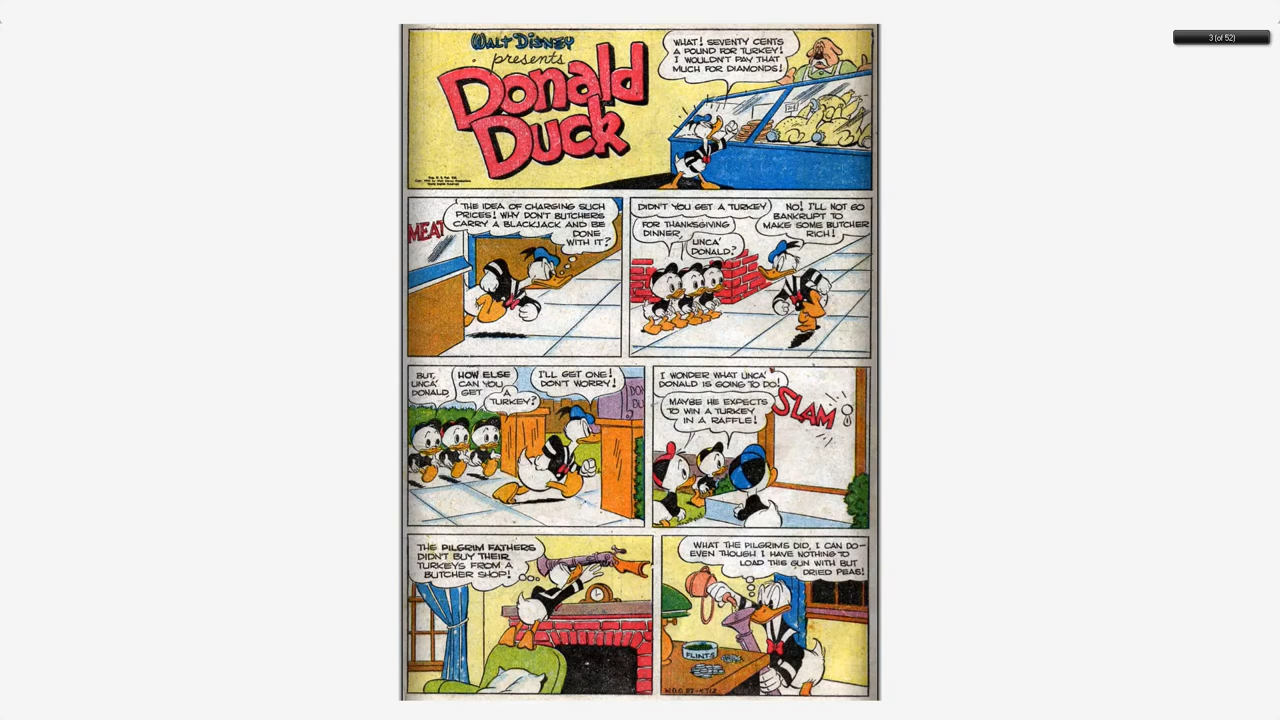 3 (of 52)
WALT DISNEY
presents
Donald
Duck
WHAT! SEVENTY CENTS
A POUND FOR TURKEY!
I WOULDN'T PAY THAT
MUCH FOR DIAMONDS!
MEAT
THE IDEA OF CHARGING SUCH
PRICES! WHY DON'T BUTCHERS
CARRY A BLACKJACK AND BE
DONE
WITH IT?
DIDN'T YOU GET A TURKEY
FOR THANKSGIVING
DINNER,
UNCA'
DONALD?
NO! I'LL NOT GO
BANKRUPT TO
MAKE SOME BUTCHER
RICH!
BUT,
UNCA'
DONALD,
HOW ELSE
CAN YOU
GET
A
TURKEY?
I'LL GET ONE!
DON'T WORRY!
DON
DU
I WONDER WHAT UNCA'
DONALD IS GOING TO DO!
MAYBE HE EXPECTS
TO WIN A TURKEY
IN A RAFFLE!
SLAM!
THE PILGRIM FATHERS
DIDN'T BUY THEIR
TURKEYS FROM A
BUTCHER SHOP!
WHAT THE PILGRIMS DID, I CAN DO—
EVEN THOUGH I HAVE NOTHING TO
LOAD THIS GUN WITH BUT
DRIED PEAS!
FLINTS